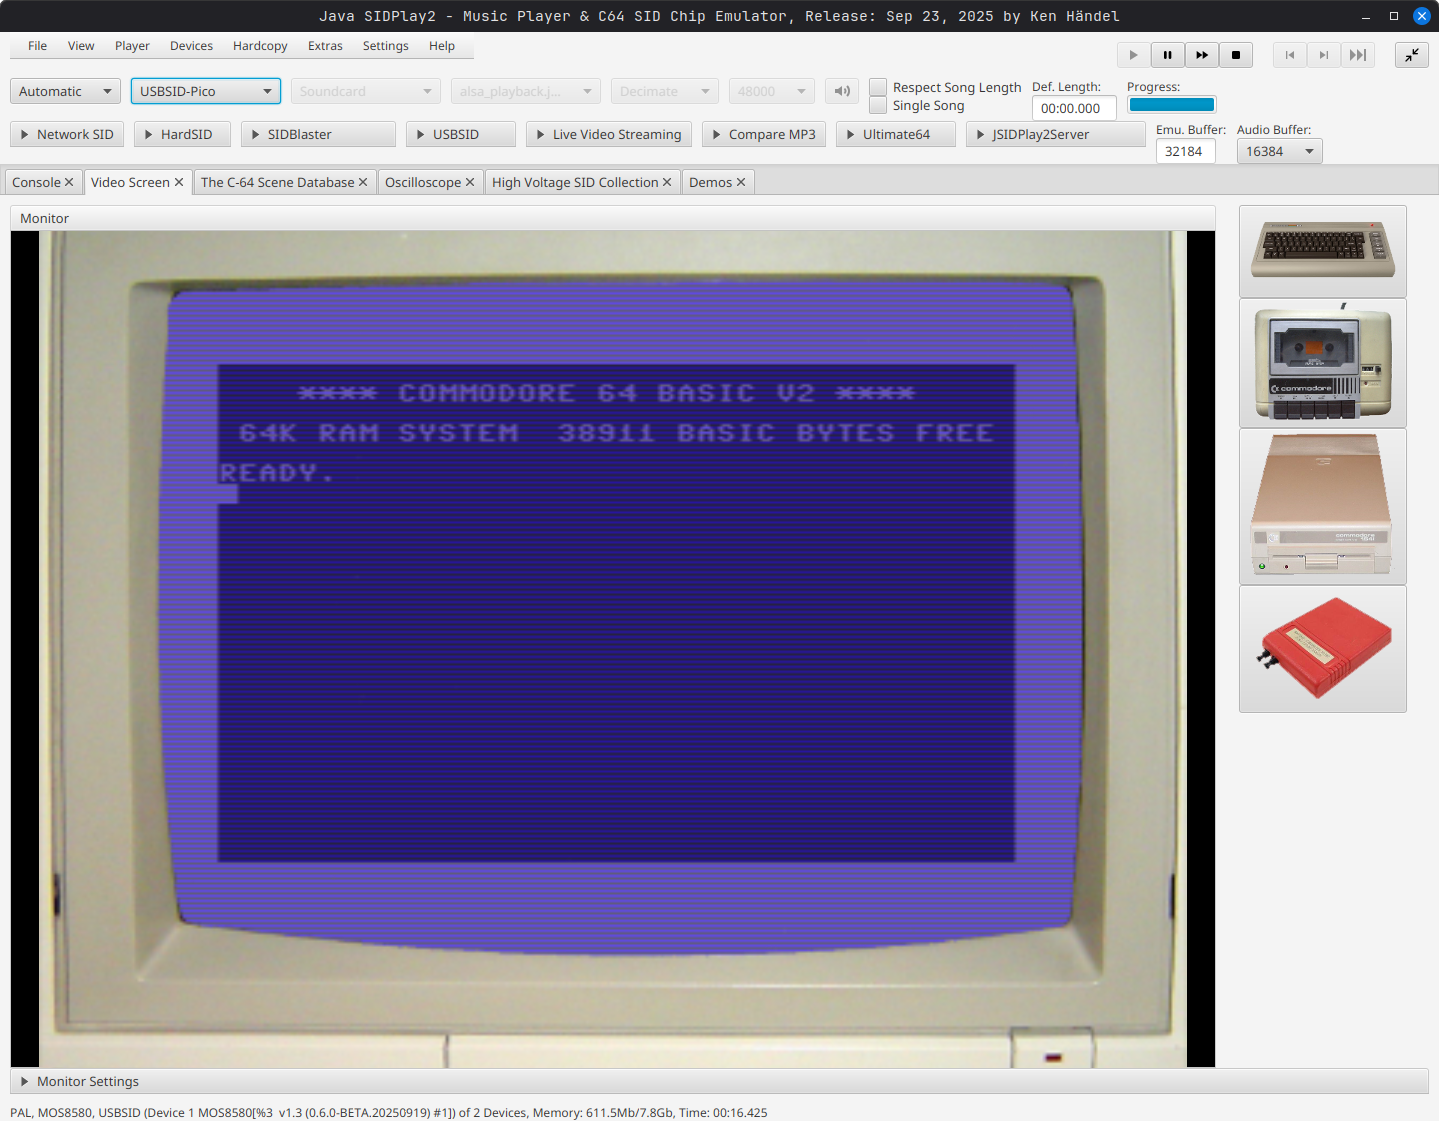 Java SIDPlay2 - Music Player & C64 SID Chip Emulator, Release: Sep 23, 2025 by Ken Händel
File View Player Devices Hardcopy Extras Settings Help
Automatic USBSID-Pico Soundcard alsa_playback.j... Decimate 48000
Respect Song Length
Single Song
Def. Length:
00:00.000
Progress:
Network SID HardSID SIDBlaster USBSID Live Video Streaming Compare MP3 Ultimate64 JSIDPlay2Server
Emu. Buffer:
32184
Audio Buffer:
16384
Console Video Screen The C-64 Scene Database Oscilloscope High Voltage SID Collection Demos
Monitor
**** COMMODORE 64 BASIC V2 ****
64K RAM SYSTEM  38911 BASIC BYTES FREE
READY.
commodore
Monitor Settings
PAL, MOS8580, USBSID (Device 1 MOS8580[%3  v1.3 (0.6.0-BETA.20250919) #1]) of 2 Devices, Memory: 611.5Mb/7.8Gb, Time: 00:16.425